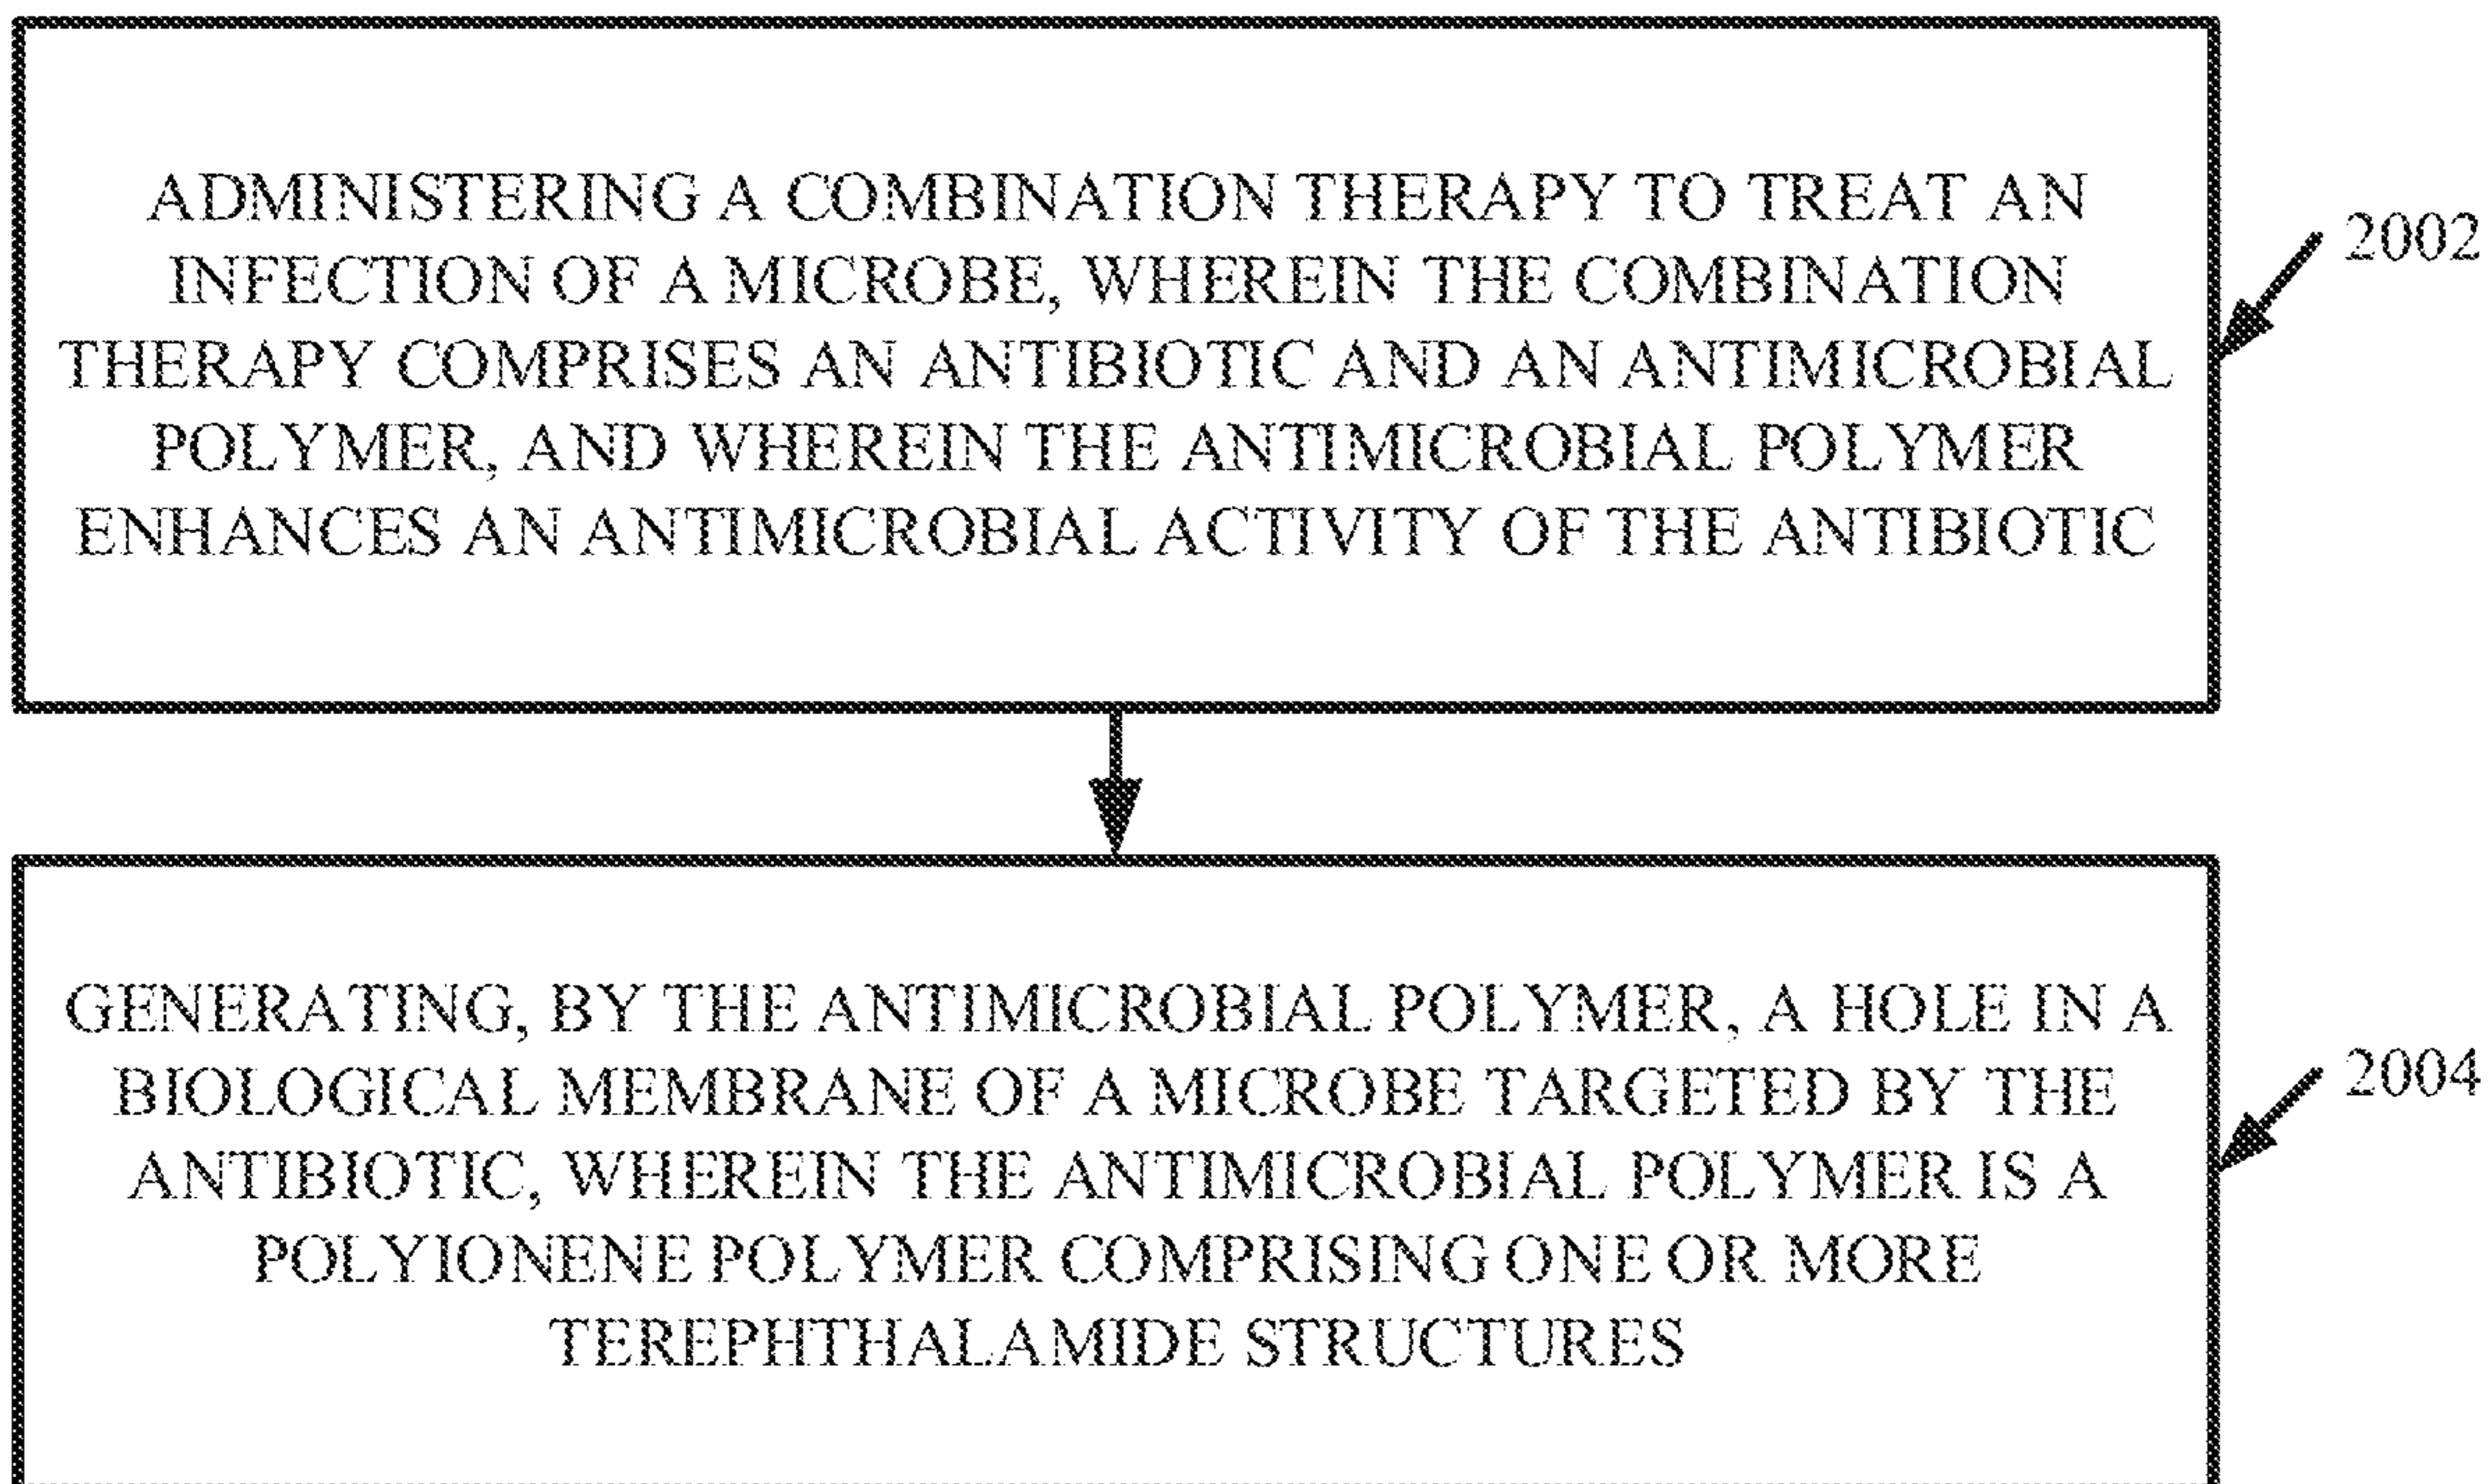 ADMINISTERING A COMBINATION THERAPY TO TREAT AN
INFECTION OF A MICROBE, WHEREIN THE COMBINATION
THERAPY COMPRISES AN ANTIBIOTIC AND AN ANTIMICROBIAL
POLYMER, AND WHEREIN THE ANTIMICROBIAL POLYMER
ENHANCES AN ANTIMICROBIAL ACTIVITY OF THE ANTIBIOTIC
2002
GENERATING, BY THE ANTIMICROBIAL POLYMER, A HOLE IN A
BIOLOGICAL MEMBRANE OF A MICROBE TARGETED BY THE
ANTIBIOTIC, WHEREIN THE ANTIMICROBIAL POLYMER IS A
POLYIONENE POLYMER COMPRISING ONE OR MORE
TEREPHTHALAMIDE STRUCTURES
2004